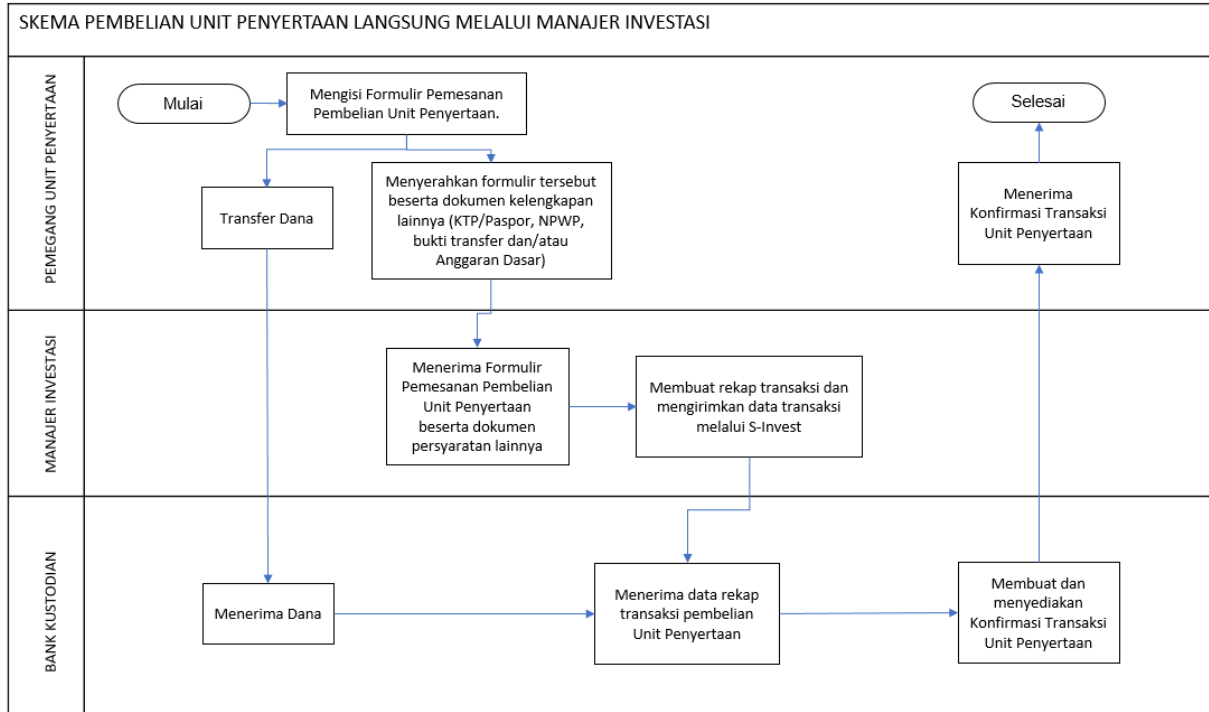 SKEMA PEMBELIAN UNIT PENYERTAAN LANGSUNG MELALUI MANAJER INVESTASI
PEMEGANG UNIT PENYERTAAN
Mulai
Mengisi Formulir Pemesanan
Pembelian Unit Penyertaan.
Selesai
Transfer Dana
Menyerahkan formulir tersebut
beserta dokumen kelengkapan
lainnya (KTP/Paspor, NPWP,
bukti transfer dan/atau
Anggaran Dasar)
Menerima
Konfirmasi Transaksi
Unit Penyertaan
MANAJER INVESTASI
Menerima Formulir
Pemesanan Pembelian
Unit Penyertaan
beserta dokumen
persyaratan lainnya
Membuat rekap transaksi dan
mengirimkan data transaksi
melalui S-Invest
BANK KUSTODIAN
Menerima Dana
Menerima data rekap
transaksi pembelian
Unit Penyertaan
Membuat dan
menyediakan
Konfirmasi Transaksi
Unit Penyertaan